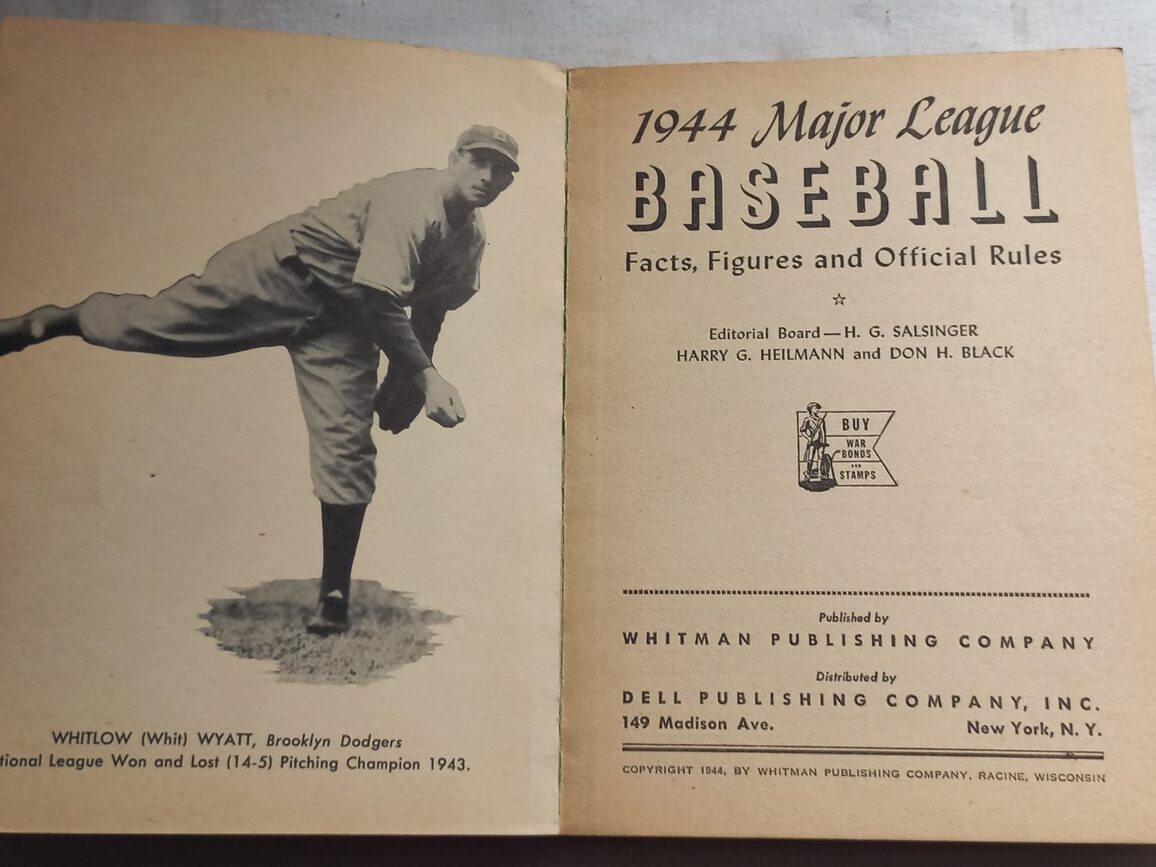 WHITLOW (Whit) WYATT, Brooklyn Dodgers
tional League Won and Lost (14-5) Pitching Champion 1943.
1944 Major League
BASEBALL
Facts, Figures and Official Rules
Editorial Board — H. G. SALSINGER
HARRY G. HEILMANN and DON H. BLACK
BUY
WAR
BONDS
AND
STAMPS
Published by
WHITMAN PUBLISHING COMPANY
Distributed by
DELL PUBLISHING COMPANY, INC.
149 Madison Ave. New York, N. Y.
COPYRIGHT 1944, BY WHITMAN PUBLISHING COMPANY, RACINE, WISCONSIN